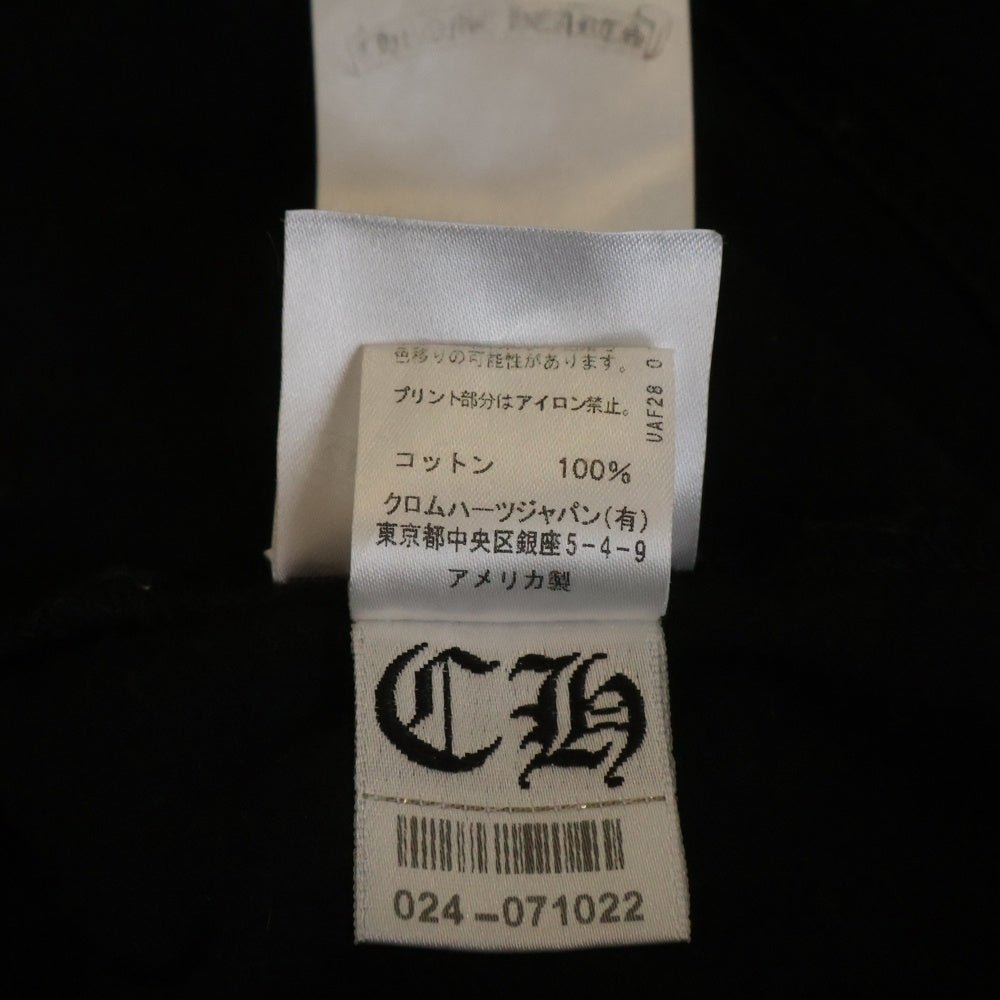 CHROME HEARTS
色移りの可能性があります。
プリント部分はアイロン禁止。
UAF28 0
コットン 100%
クロムハーツジャパン(有)
東京都中央区銀座5-4-9
アメリカ製
CH
024-071022